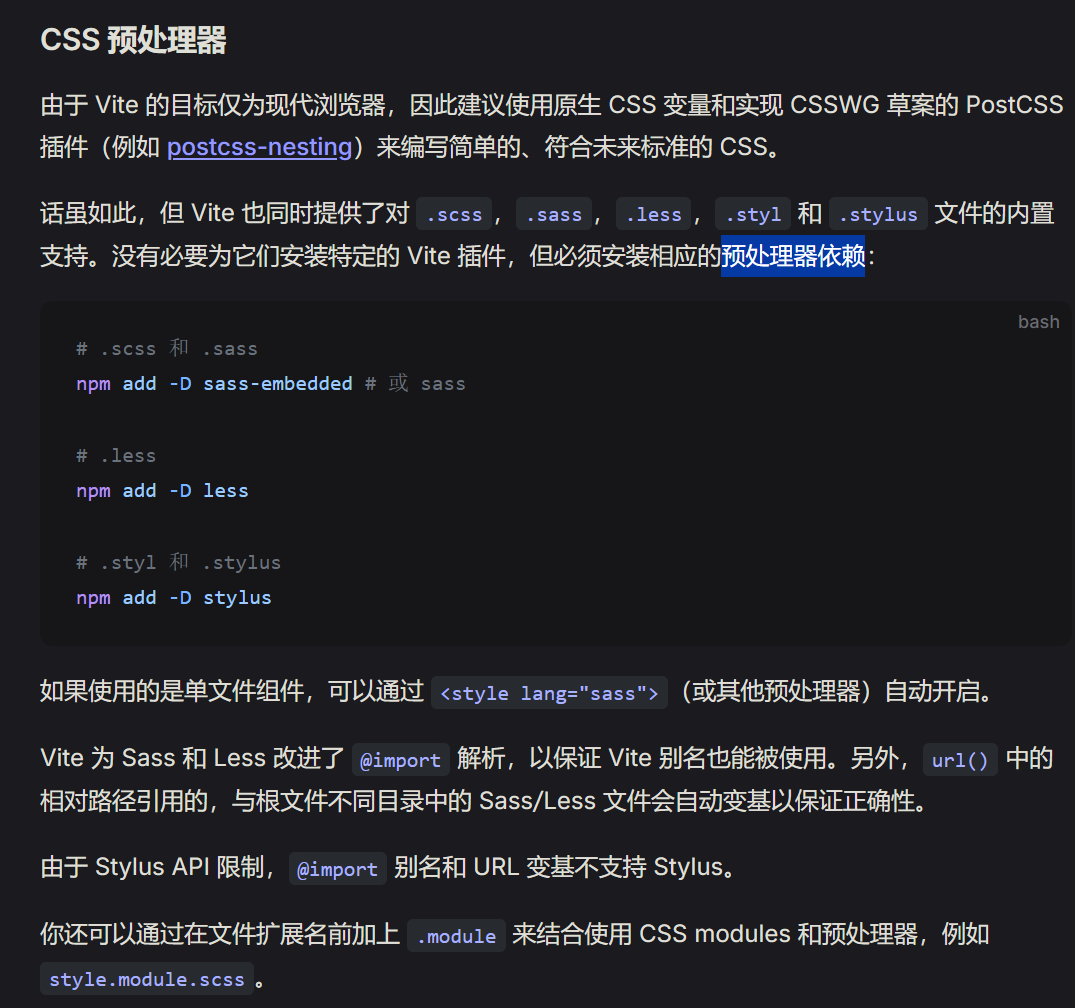 CSS 预处理器
由于 Vite 的目标仅为现代浏览器，因此建议使用原生 CSS 变量和实现 CSSWG 草案的 PostCSS
插件（例如 postcss-nesting）来编写简单的、符合未来标准的 CSS。
话虽如此，但 Vite 也同时提供了对 .scss, .sass, .less, .styl 和 .stylus 文件的内置
支持。没有必要为它们安装特定的 Vite 插件，但必须安装相应的预处理器依赖：
bash
# .scss 和 .sass
npm add -D sass-embedded # 或 sass
# .less
npm add -D less
# .styl 和 .stylus
npm add -D stylus
如果使用的是单文件组件，可以通过 <style lang="sass">（或其他预处理器）自动开启。
Vite 为 Sass 和 Less 改进了 @import 解析，以保证 Vite 别名也能被使用。另外，url() 中的
相对路径引用的，与根文件不同目录中的 Sass/Less 文件会自动变基以保证正确性。
由于 Stylus API 限制，@import 别名和 URL 变基不支持 Stylus。
你还可以通过在文件扩展名前加上 .module 来结合使用 CSS modules 和预处理器，例如
style.module.scss。